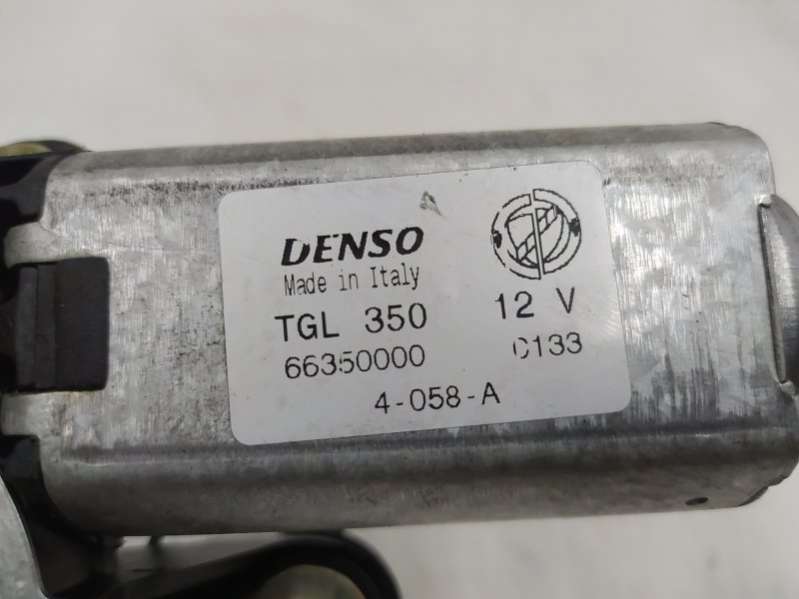 DENSO
Made in Italy
TGL 350 12 V
66350000 C133
4-058-A